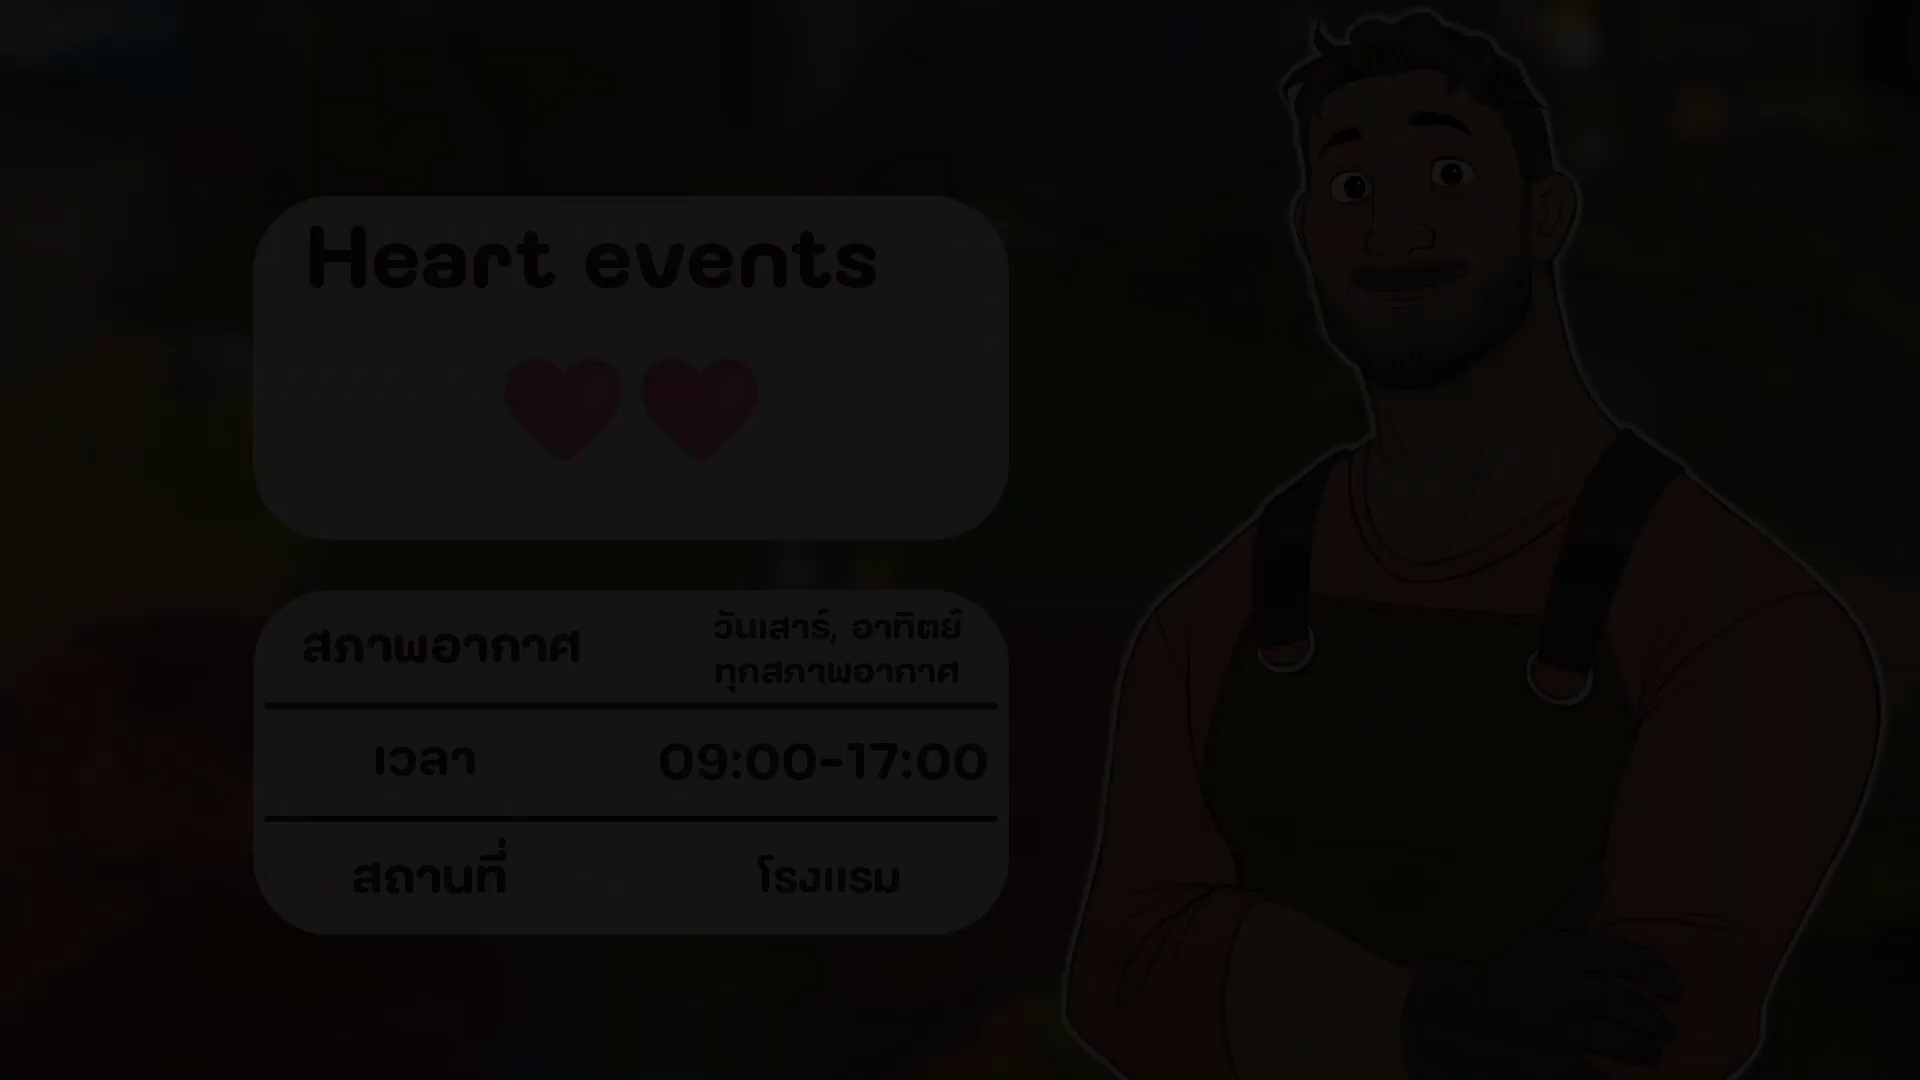 Heart events
สภาพอากาศ
วันเสาร์, อาทิตย์
ทุกสภาพอากาศ
เวลา
09:00-17:00
สถานที่
โรงแรม